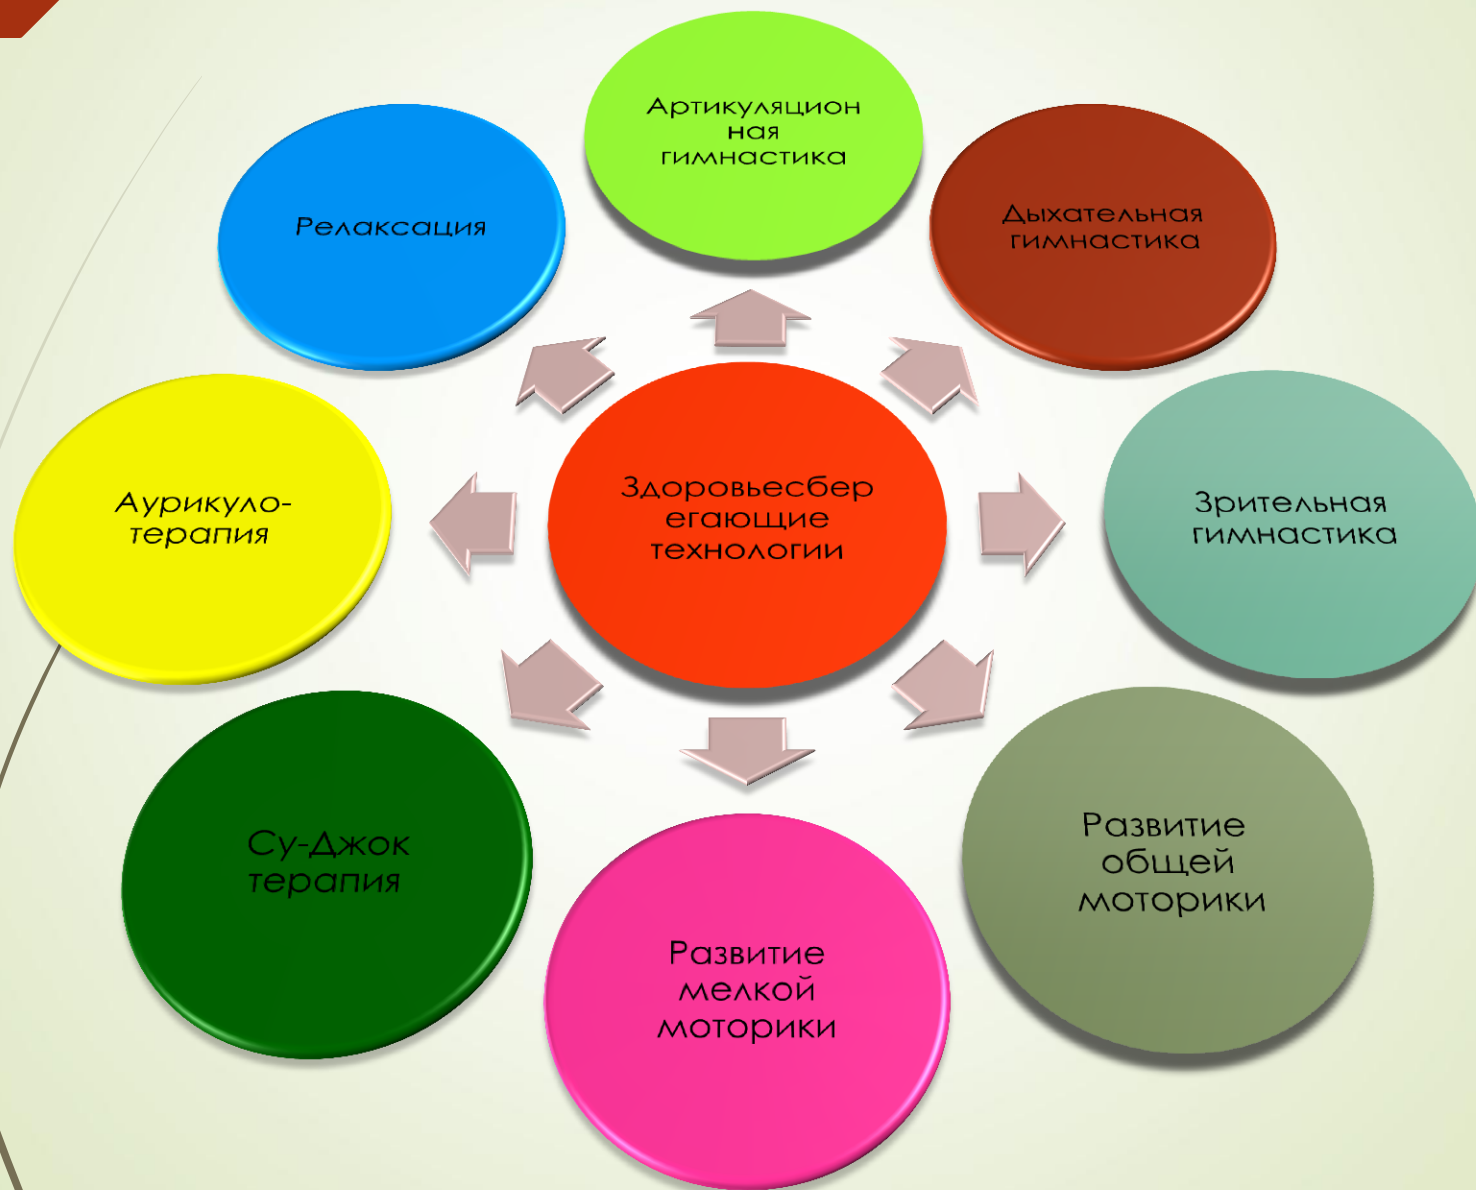 Артикуляцион
ная
гимнастика
Дыхательная
гимнастика
Релаксация
Аурикуло-
терапия
Здоровьесбер
егающие
технологии
Зрительная
гимнастика
Су-Джок
терапия
Развитие
общей
моторики
Развитие
мелкой
моторики